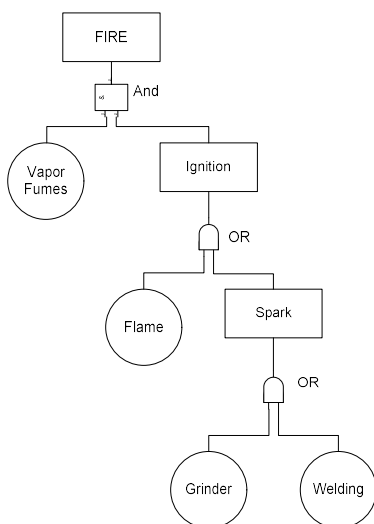 FIRE
&
And
Vapor
Fumes
Ignition
OR
Flame
Spark
OR
Grinder
Welding